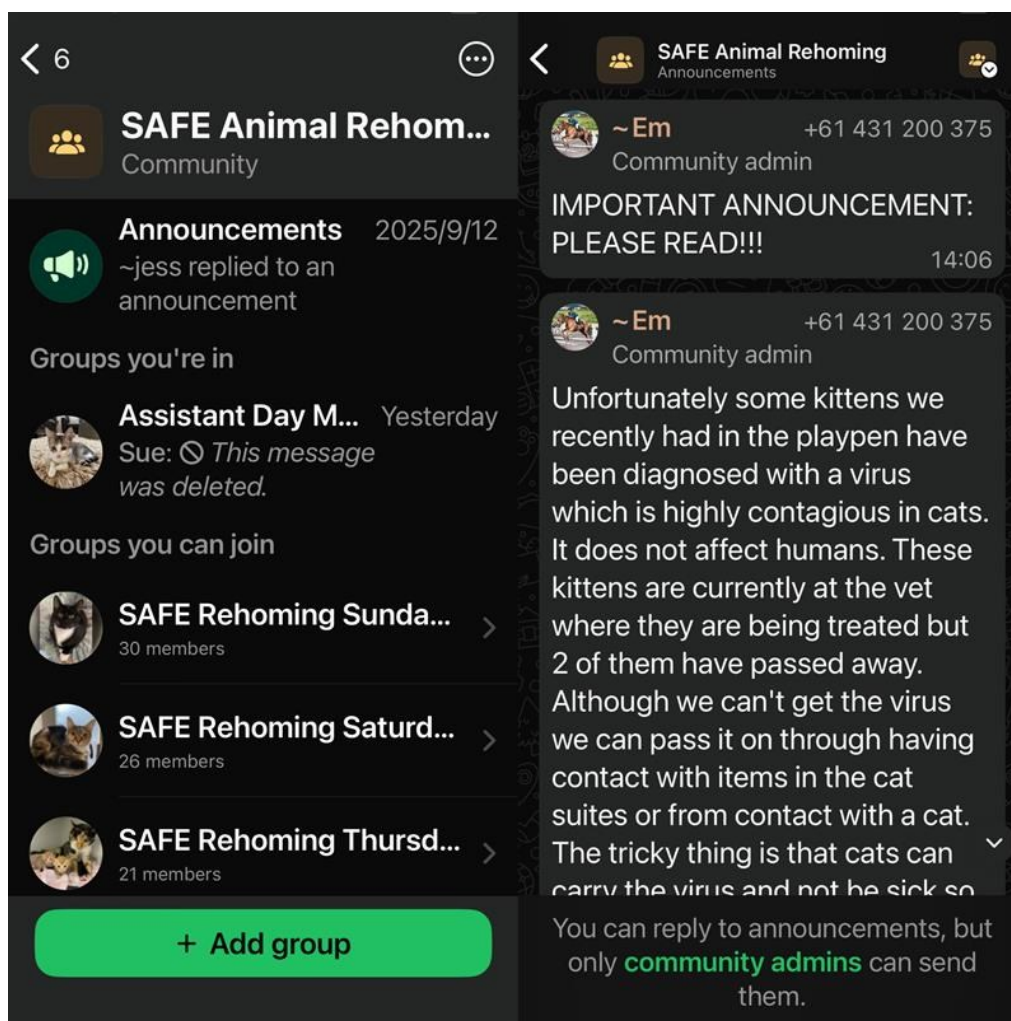 6
SAFE Animal Rehom...
Community
Announcements 2025/9/12
~jess replied to an
announcement
Groups you're in
Assistant Day M... Yesterday
Sue: This message
was deleted.
Groups you can join
SAFE Rehoming Sunda...
30 members
SAFE Rehoming Saturd...
26 members
SAFE Rehoming Thursd...
21 members
+ Add group
SAFE Animal Rehoming
Announcements
~Em +61 431 200 375
Community admin
IMPORTANT ANNOUNCEMENT:
PLEASE READ!!!
14:06
~Em +61 431 200 375
Community admin
Unfortunately some kittens we
recently had in the playpen have
been diagnosed with a virus
which is highly contagious in cats.
It does not affect humans. These
kittens are currently at the vet
where they are being treated but
2 of them have passed away.
Although we can't get the virus
we can pass it on through having
contact with items in the cat
suites or from contact with a cat.
The tricky thing is that cats can
carry the virus and not be sick so
You can reply to announcements, but
only community admins can send
them.